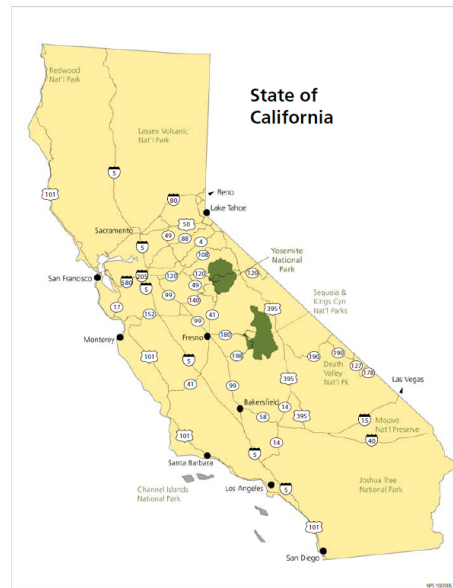 Redwood
Nat'l Park
State of
California
Lassen Volcanic
Nat'l Park
5
101
80
Reno
Lake Tahoe
50
Sacramento
49
88
5
4
108
Yosemite
National
Park
San Francisco
580
205
120
120
120
5
49
99
140
Sequoia &
Kings Cyn
Nat'l Parks
395
17
152
99
41
Monterey
Fresno
180
101
5
198
190
190
Death
Valley
Nat'l Pk
127
178
41
99
395
Las Vegas
Bakersfield
14
395
58
15
Mojave
Nat'l Preserve
101
14
40
5
Santa Barbara
Channel Islands
National Park
Los Angeles
5
Joshua Tree
National Park
101
San Diego